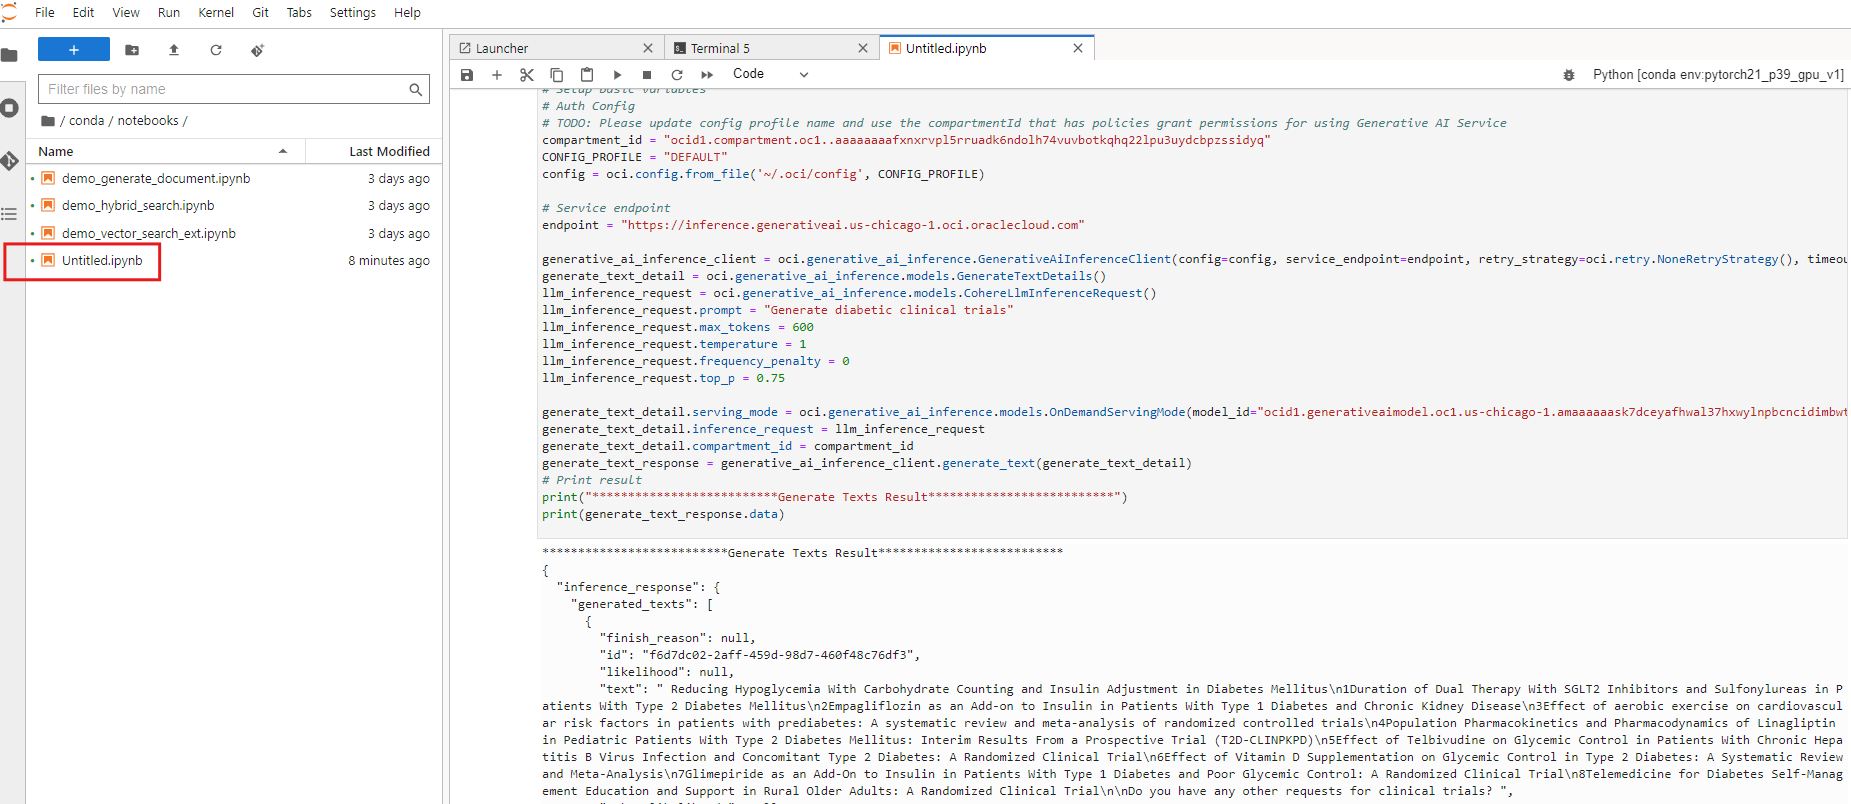 File Edit View Run Kernel Git Tabs Settings Help
Launcher
Terminal 5
Untitled.ipynb
Code
Python [conda env:pytorch21_p39_gpu_v1]
Filter files by name
/ conda / notebooks /
Name Last Modified
demo_generate_document.ipynb 3 days ago
demo_hybrid_search.ipynb 3 days ago
demo_vector_search_ext.ipynb 3 days ago
Untitled.ipynb 8 minutes ago
# Setup basic variables
# Auth Config
# TODO: Please update config profile name and use the compartmentId that has policies grant permissions for using Generative AI Service
compartment_id = "ocid1.compartment.oc1..aaaaaaaafxnxrvpl5rruadk6ndolh74vuvbotkqhq22lpu3uydcbpzssidyq"
CONFIG_PROFILE = "DEFAULT"
config = oci.config.from_file('~/.oci/config', CONFIG_PROFILE)
# Service endpoint
endpoint = "https://inference.generativeai.us-chicago-1.oci.oraclecloud.com"
generative_ai_inference_client = oci.generative_ai_inference.GenerativeAiInferenceClient(config=config, service_endpoint=endpoint, retry_strategy=oci.retry.NoneRetryStrategy(), timeou
generate_text_detail = oci.generative_ai_inference.models.GenerateTextDetails()
llm_inference_request = oci.generative_ai_inference.models.CohereLlmInferenceRequest()
llm_inference_request.prompt = "Generate diabetic clinical trials"
llm_inference_request.max_tokens = 600
llm_inference_request.temperature = 1
llm_inference_request.frequency_penalty = 0
llm_inference_request.top_p = 0.75
generate_text_detail.serving_mode = oci.generative_ai_inference.models.OnDemandServingMode(model_id="ocid1.generativeaimodel.oc1.us-chicago-1.amaaaaaask7dceyafhwal37hxwylnpbcncidimbwt
generate_text_detail.inference_request = llm_inference_request
generate_text_detail.compartment_id = compartment_id
generate_text_response = generative_ai_inference_client.generate_text(generate_text_detail)
# Print result
print("**************************Generate Texts Result**************************")
print(generate_text_response.data)
**************************Generate Texts Result**************************
{
"inference_response": {
"generated_texts": [
{
"finish_reason": null,
"id": "f6d7dc02-2aff-459d-98d7-460f48c76df3",
"likelihood": null,
"text": " Reducing Hypoglycemia With Carbohydrate Counting and Insulin Adjustment in Diabetes Mellitus\n1Duration of Dual Therapy With SGLT2 Inhibitors and Sulfonylureas in P
atients With Type 2 Diabetes Mellitus\n2Empagliflozin as an Add-on to Insulin in Patients With Type 1 Diabetes and Chronic Kidney Disease\n3Effect of aerobic exercise on cardiovascul
ar risk factors in patients with prediabetes: A systematic review and meta-analysis of randomized controlled trials\n4Population Pharmacokinetics and Pharmacodynamics of Linagliptin
in Pediatric Patients With Type 2 Diabetes Mellitus: Interim Results From a Prospective Trial (T2D-CLINPKPD)\n5Effect of Telbivudine on Glycemic Control in Patients With Chronic Hepa
titis B Virus Infection and Concomitant Type 2 Diabetes: A Randomized Clinical Trial\n6Effect of Vitamin D Supplementation on Glycemic Control in Type 2 Diabetes: A Systematic Review
and Meta-Analysis\n7Glimepiride as an Add-On to Insulin in Patients With Type 1 Diabetes and Poor Glycemic Control: A Randomized Clinical Trial\n8Telemedicine for Diabetes Self-Manag
ement Education and Support in Rural Older Adults: A Randomized Clinical Trial\n\nDo you have any other requests for clinical trials? ",